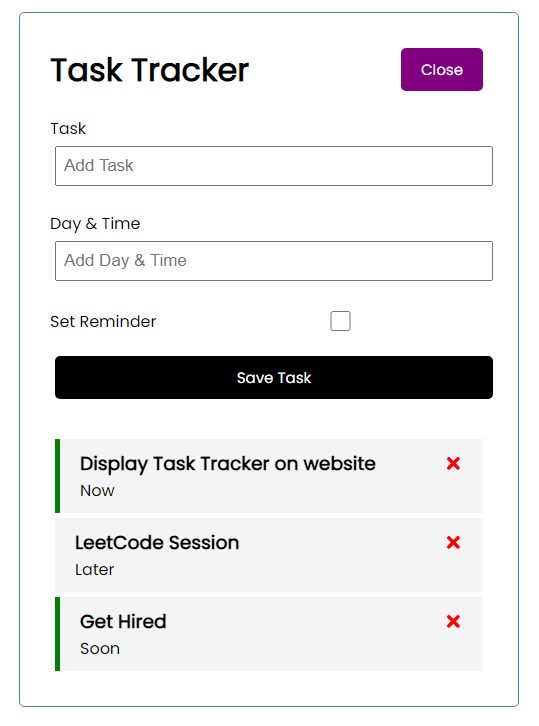 Task Tracker
Close
Task
Add Task
Day & Time
Add Day & Time
Set Reminder
Save Task
Display Task Tracker on website
Now
LeetCode Session
Later
Get Hired
Soon